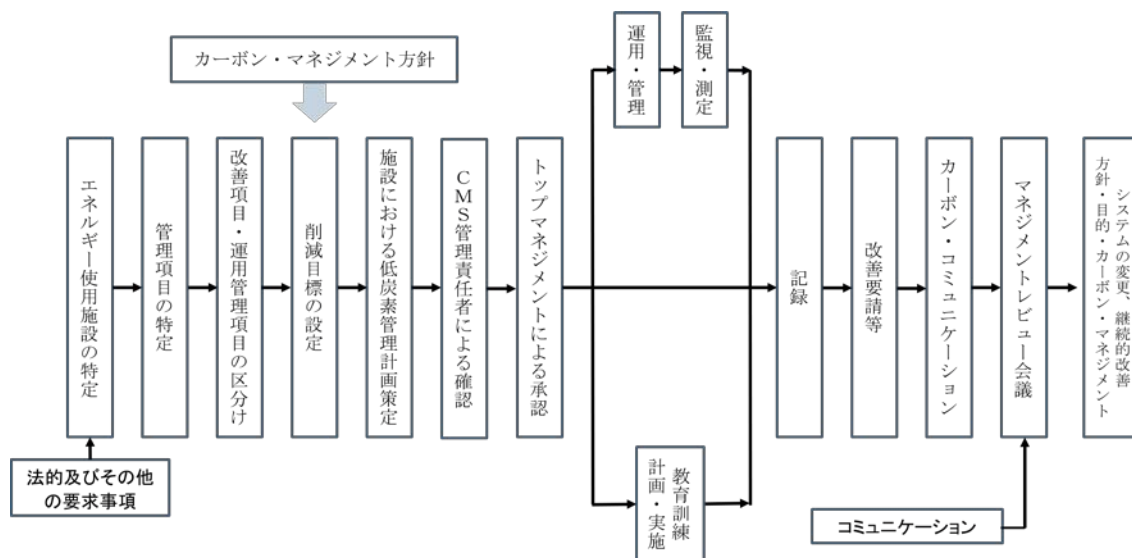 カーボン・マネジメント方針
エネルギー使用施設の特定
法的及びその他
の要求事項
管理項目の特定
改善項目・運用管理項目の区分け
削減目標の設定
施設における低炭素管理計画策定
CMS管理責任者による確認
トップマネジメントによる承認
運用・管理
監視・測定
教育訓練
計画・実施
記録
改善要請等
カーボン・コミュニケーション
マネジメントレビュー会議
コミュニケーション
方針・目的・カーボン・マネジメント
システムの変更、継続的改善